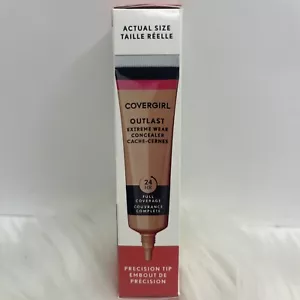 ACTUAL SIZE
TAILLE RÉELLE
COVERGIRL
OUTLAST
EXTREME WEAR
CONCEALER
CACHE-CERNES
24
HR
FULL
COVERAGE
COUVRANCE
COMPLÈTE
PRECISION TIP
EMBOUT DE
PRÉCISION